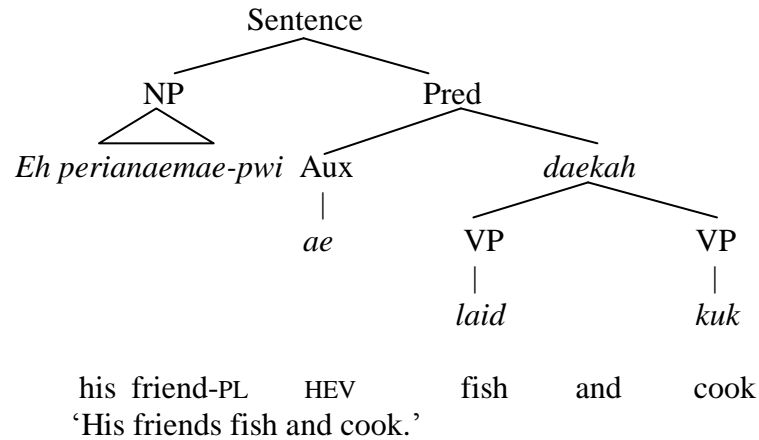 Sentence
NP Pred
Eh perianaemae-pwi Aux daekah
|
ae VP VP
| |
laid kuk
his friend-PL HEV fish and cook
‘His friends fish and cook.’